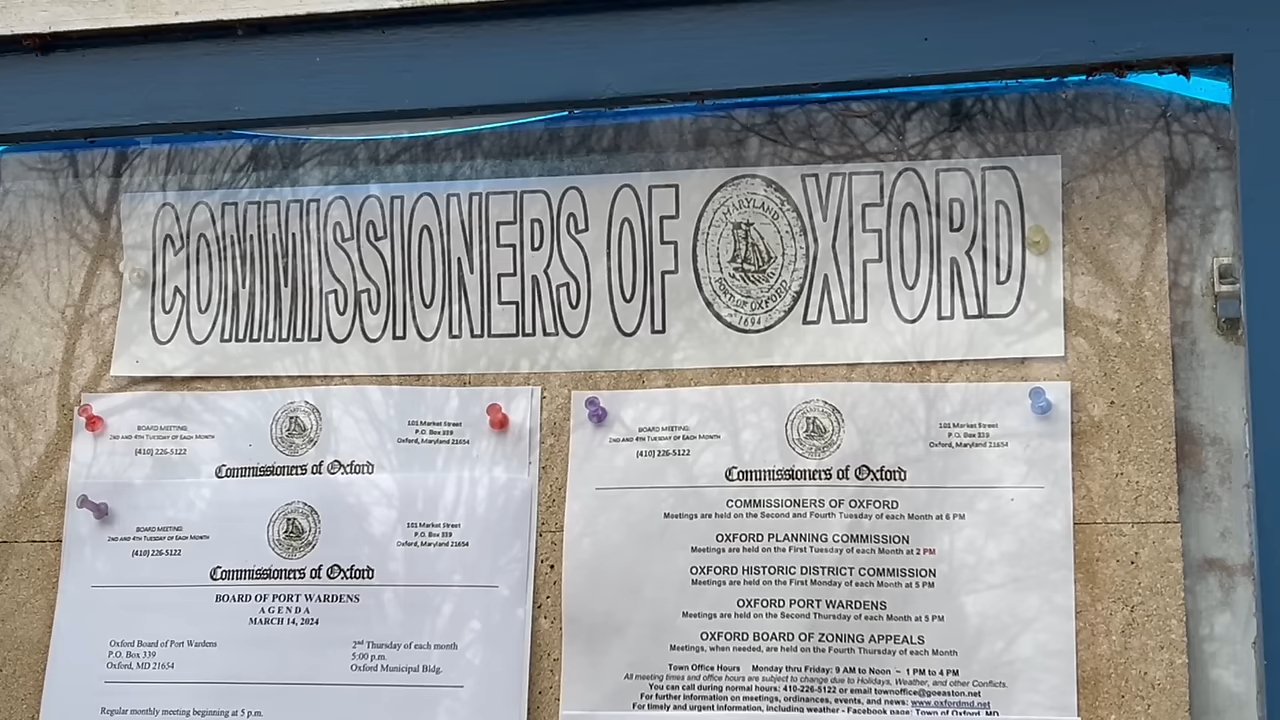 COMMISSIONERS OF OXFORD
MARYLAND
PORT OF OXFORD
1694
BOARD MEETING:
2ND AND 4TH TUESDAY OF EACH MONTH
(410) 226-5122
101 Market Street
P.O. Box 339
Oxford, Maryland 21654
Commissioners of Oxford
BOARD MEETING:
2ND AND 4TH TUESDAY OF EACH MONTH
(410) 226-5122
101 Market Street
P.O. Box 339
Oxford, Maryland 21654
Commissioners of Oxford
BOARD OF PORT WARDENS
AGENDA
MARCH 14, 2024
Oxford Board of Port Wardens
P.O. Box 339
Oxford, MD 21654
2nd Thursday of each month
5:00 p.m.
Oxford Municipal Bldg.
Regular monthly meeting beginning at 5 p.m.
BOARD MEETING:
2ND AND 4TH TUESDAY OF EACH MONTH
(410) 226-5122
101 Market Street
P.O. Box 339
Oxford, Maryland 21654
Commissioners of Oxford
COMMISSIONERS OF OXFORD
Meetings are held on the Second and Fourth Tuesday of each Month at 6 PM
OXFORD PLANNING COMMISSION
Meetings are held on the First Tuesday of each Month at 2 PM
OXFORD HISTORIC DISTRICT COMMISSION
Meetings are held on the First Monday of each Month at 5 PM
OXFORD PORT WARDENS
Meetings are held on the Second Thursday of each Month at 5 PM
OXFORD BOARD OF ZONING APPEALS
Meetings, when needed, are held on the Fourth Thursday of each Month
Town Office Hours Monday thru Friday: 9 AM to Noon ~ 1 PM to 4 PM
All meeting times and office hours are subject to change due to Holidays, Weather, and other Conflicts.
You can call during normal hours: 410-226-5122 or email townoffice@goeaston.net
For further information on meetings, ordinances, events, and news: www.oxfordmd.net
For timely and urgent information, including weather - Facebook page: Town of Oxford, MD